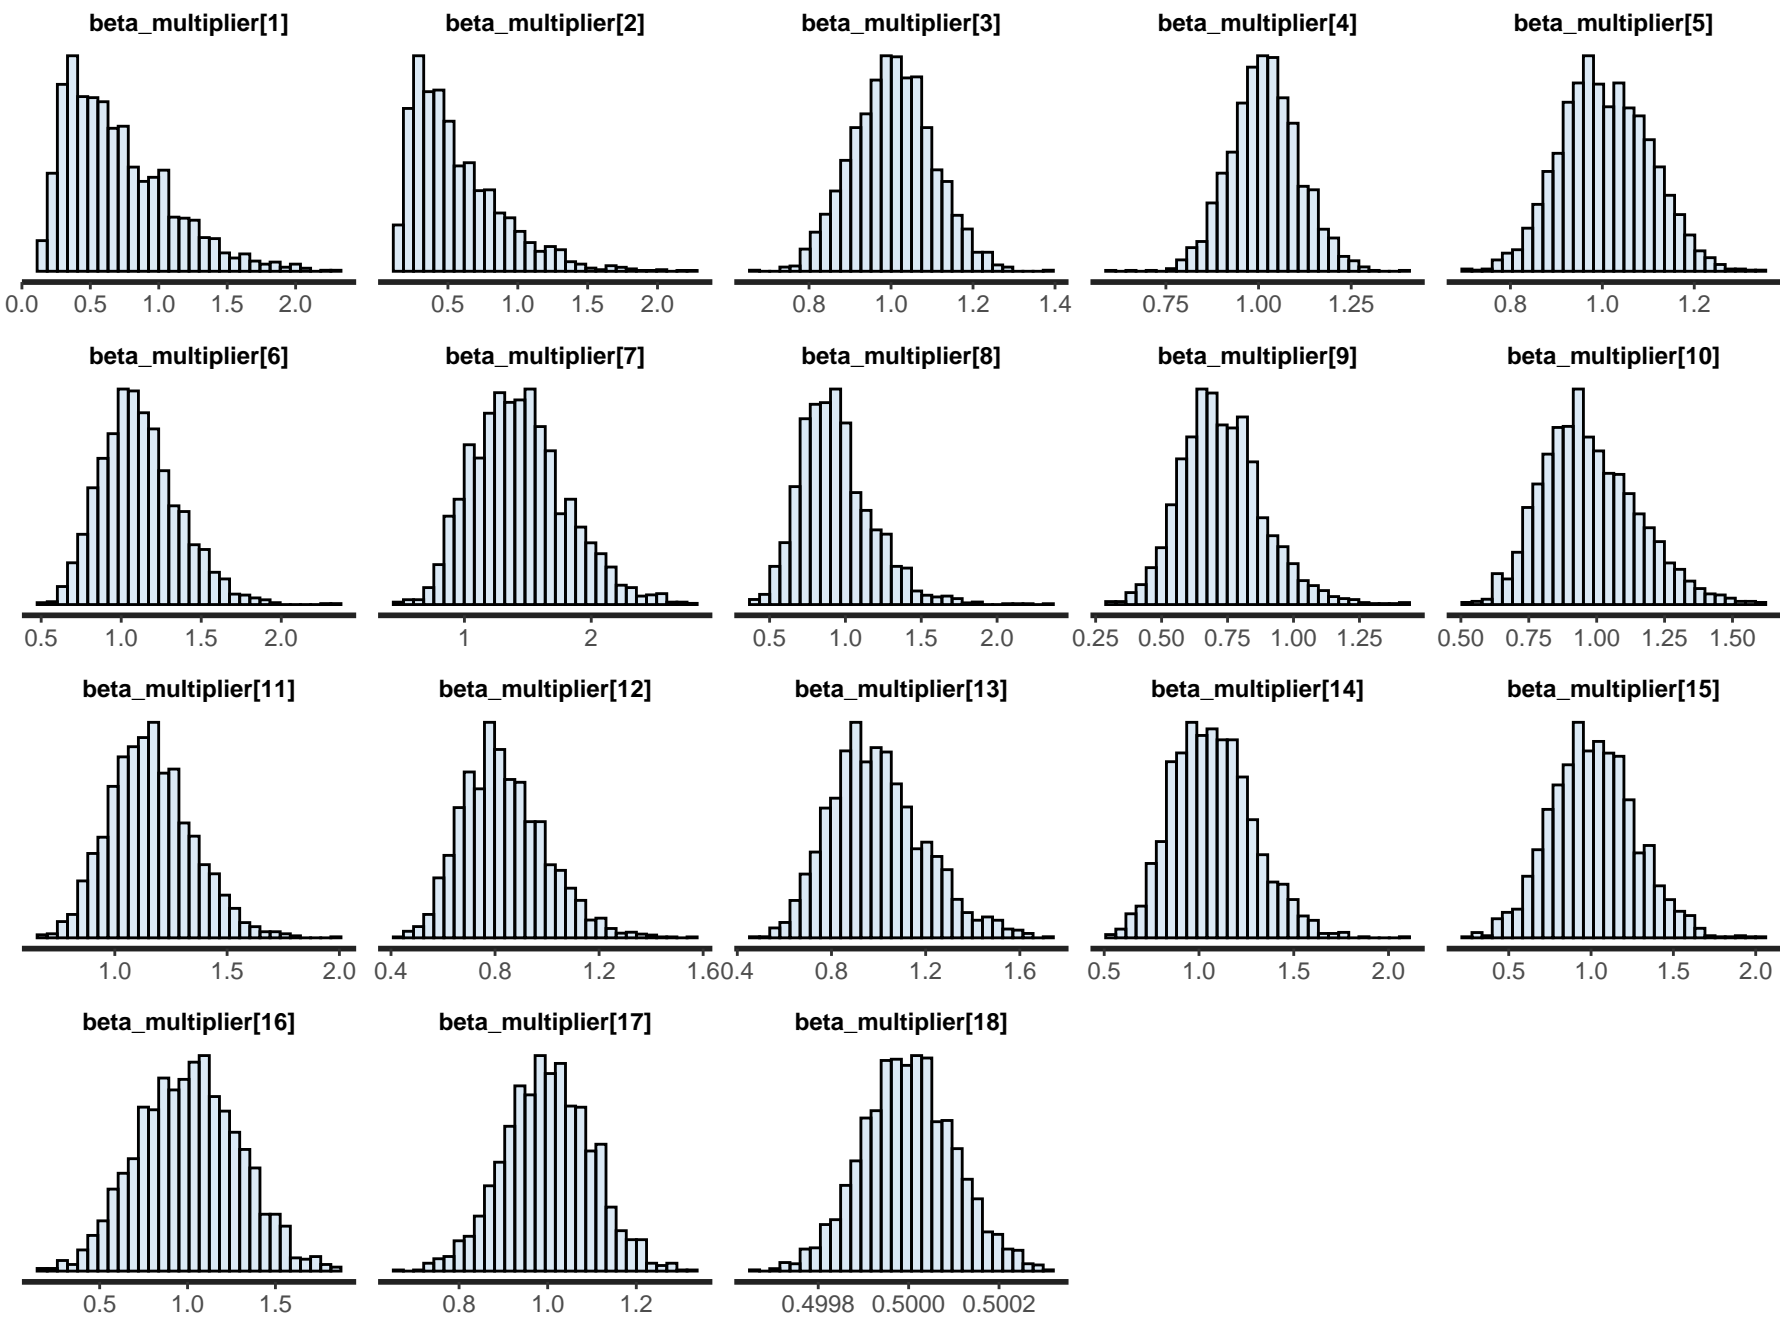 beta_multiplier[1] beta_multiplier[2] beta_multiplier[3] beta_multiplier[4] beta_multiplier[5]
0.0 0.5 1.0 1.5 2.0 0.5 1.0 1.5 2.0 0.8 1.0 1.2 1.4 0.75 1.00 1.25 0.8 1.0 1.2
beta_multiplier[6] beta_multiplier[7] beta_multiplier[8] beta_multiplier[9] beta_multiplier[10]
0.5 1.0 1.5 2.0 1 2 0.5 1.0 1.5 2.0 0.25 0.50 0.75 1.00 1.25 0.50 0.75 1.00 1.25 1.50
beta_multiplier[11] beta_multiplier[12] beta_multiplier[13] beta_multiplier[14] beta_multiplier[15]
1.0 1.5 2.0 0.4 0.8 1.2 1.6 0.4 0.8 1.2 1.6 0.5 1.0 1.5 2.0 0.5 1.0 1.5 2.0
beta_multiplier[16] beta_multiplier[17] beta_multiplier[18]
0.5 1.0 1.5 0.8 1.0 1.2 0.4998 0.5000 0.5002